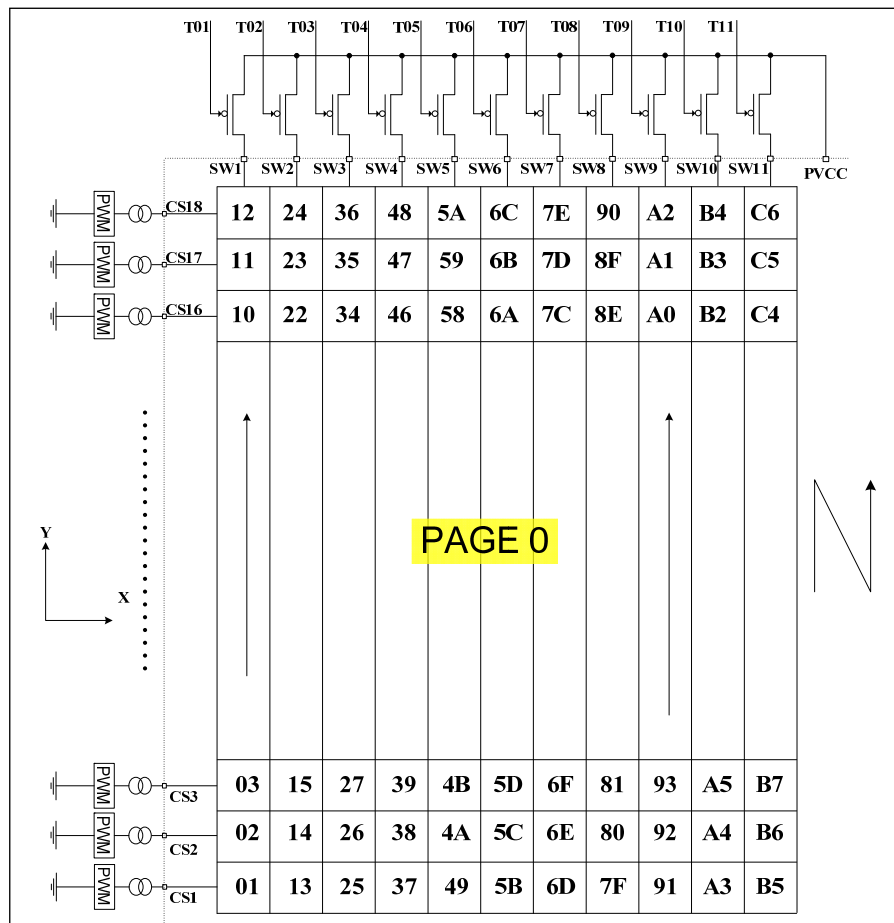 T01 T02 T03 T04 T05 T06 T07 T08 T09 T10 T11
SW1 SW2 SW3 SW4 SW5 SW6 SW7 SW8 SW9 SW10 SW11 PVCC
PWM CS18 12 24 36 48 5A 6C 7E 90 A2 B4 C6
PWM CS17 11 23 35 47 59 6B 7D 8F A1 B3 C5
PWM CS16 10 22 34 46 58 6A 7C 8E A0 B2 C4
PAGE 0
Y
X
PWM CS3 03 15 27 39 4B 5D 6F 81 93 A5 B7
PWM CS2 02 14 26 38 4A 5C 6E 80 92 A4 B6
PWM CS1 01 13 25 37 49 5B 6D 7F 91 A3 B5